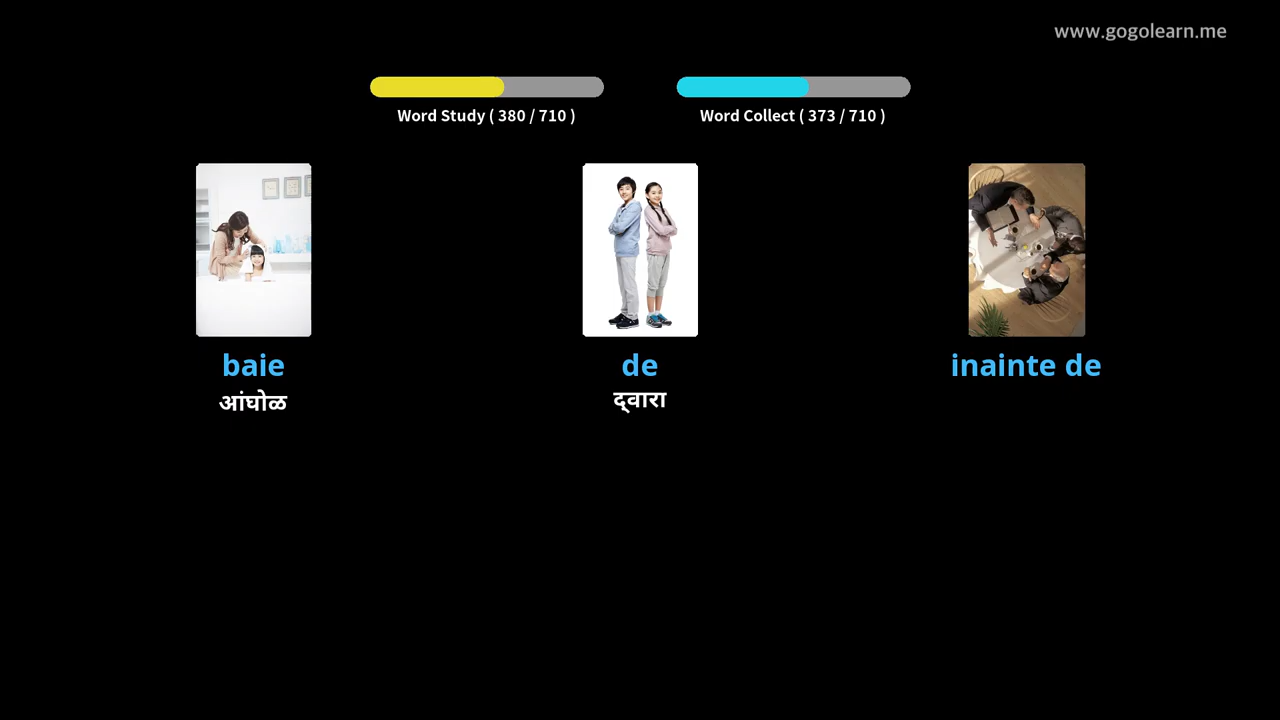 www.gogolearn.me
Word Study ( 380 / 710 )
Word Collect ( 373 / 710 )
baie
de
inainte de
आंघोळ
द्वारा